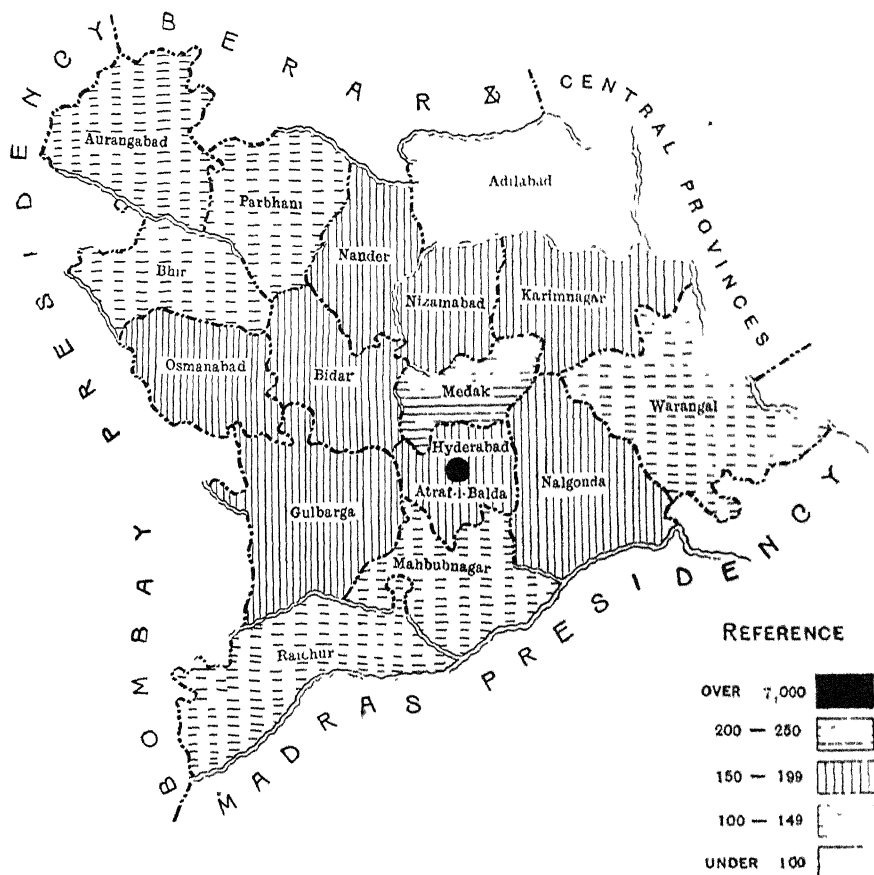 BOMBAY PRESIDENCY
BERAR & CENTRAL PROVINCES
Aurangabad
Parbhani
Adilabad
Nander
Bhir
Nizamabad
Karimnagar
Osmanabad
Bidar
Medak
Warangal
Hyderabad
Atraf-i-Balda
Nalgonda
Gulbarga
Mahbubnagar
Raichur
MADRAS PRESIDENCY
REFERENCE
OVER 7,000
200 — 250
150 — 199
100 — 149
UNDER 100